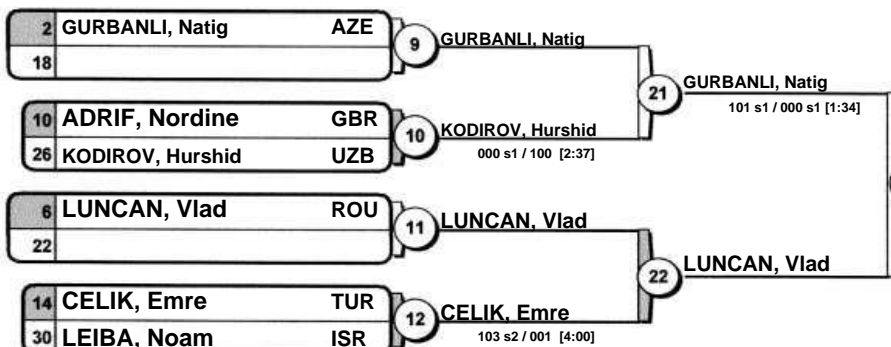 2 GURBANLI, Natig AZE
18
9
GURBANLI, Natig
10 ADRIF, Nordine GBR
26 KODIROV, Hurshid UZB
10
KODIROV, Hurshid
000 s1 / 100 [2:37]
21
GURBANLI, Natig
101 s1 / 000 s1 [1:34]
6 LUNCAN, Vlad ROU
22
11
LUNCAN, Vlad
14 CELIK, Emre TUR
30 LEIBA, Noam ISR
12
CELIK, Emre
103 s2 / 001 [4:00]
22
LUNCAN, Vlad